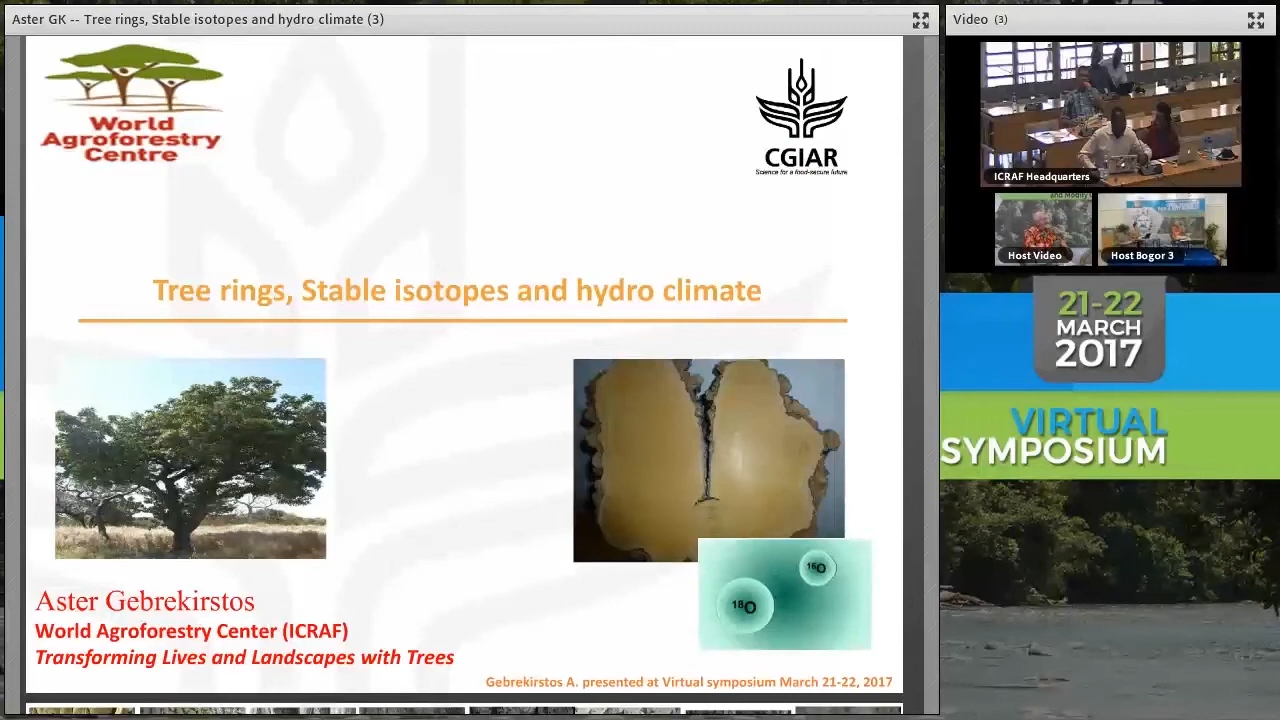 Aster GK -- Tree rings, Stable isotopes and hydro climate (3)
World
Agroforestry
Centre
CGIAR
Science for a food-secure future
Tree rings, Stable isotopes and hydro climate
18O
16O
Aster Gebrekirstos
World Agroforestry Center (ICRAF)
Transforming Lives and Landscapes with Trees
Gebrekirstos A. presented at Virtual symposium March 21-22, 2017
Video (3)
ICRAF Headquarters
and Modify
Host Video
Host Bogor 3
21-22
MARCH
2017
VIRTUAL
SYMPOSIUM